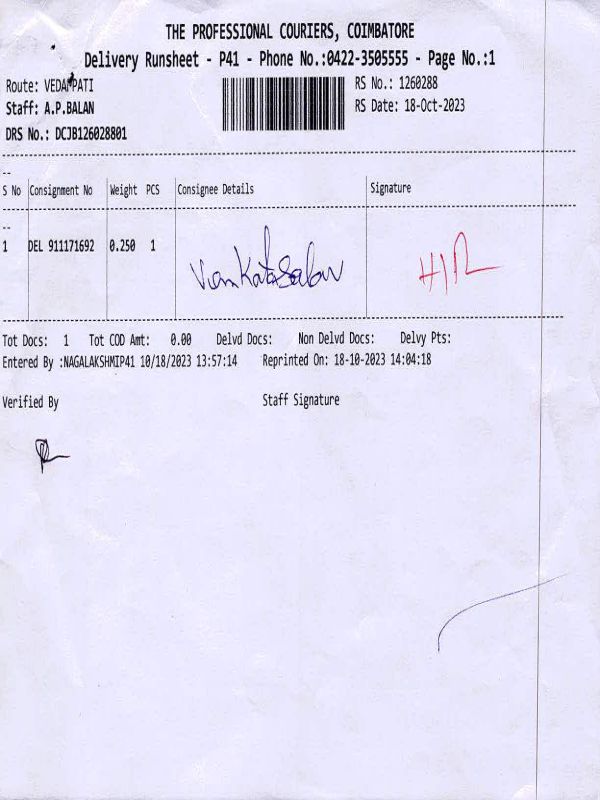 THE PROFESSIONAL COURIERS, COIMBATORE
Delivery Runsheet - P41 - Phone No.:0422-3505555 - Page No.:1
Route: VEDAPATI RS No.: 1260288
Staff: A.P.BALAN RS Date: 18-Oct-2023
DRS No.: DCJB126028801
--
S No Consignment No Weight PCS Consignee Details Signature
--
1 DEL 911171692 0.250 1 VenKatasalam H/R
Tot Docs: 1 Tot COD Amt: 0.00 Delvd Docs: Non Delvd Docs: Delvy Pts:
Entered By :NAGALAKSHMIP41 10/18/2023 13:57:14 Reprinted On: 18-10-2023 14:04:18
Verified By Staff Signature